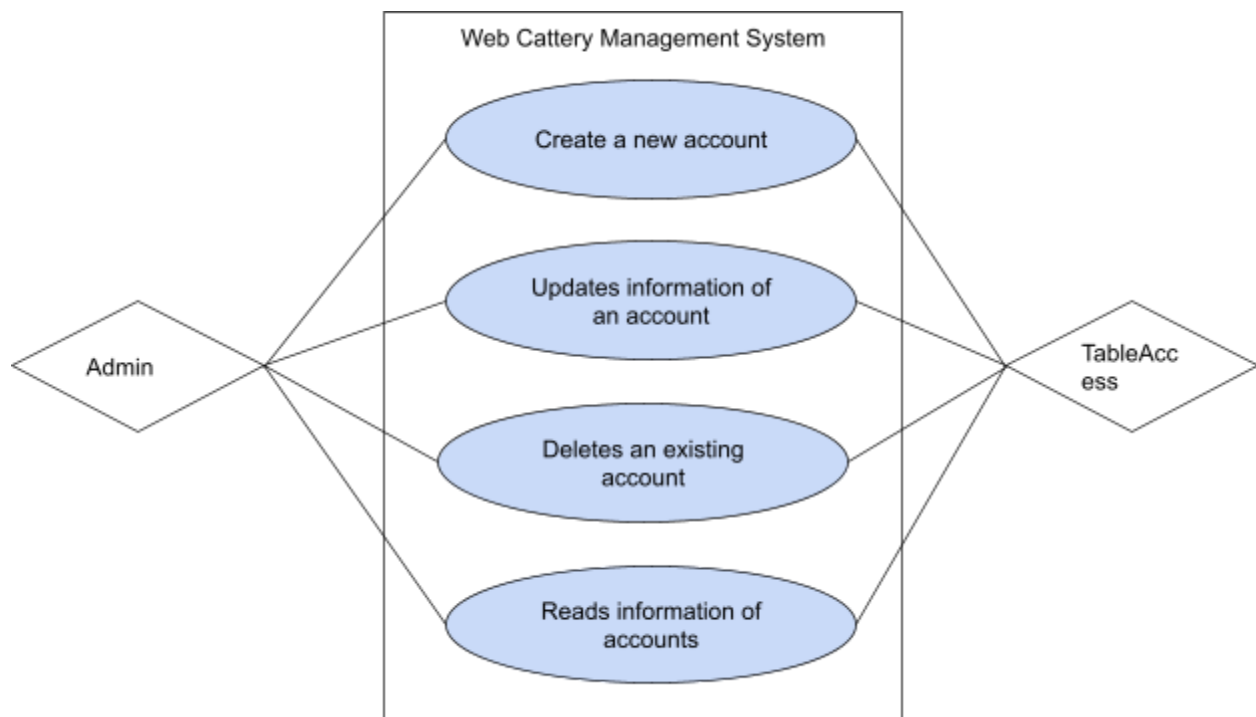 Web Cattery Management System
Create a new account
Updates information of
an account
Admin
TableAcc
ess
Deletes an existing
account
Reads information of
accounts